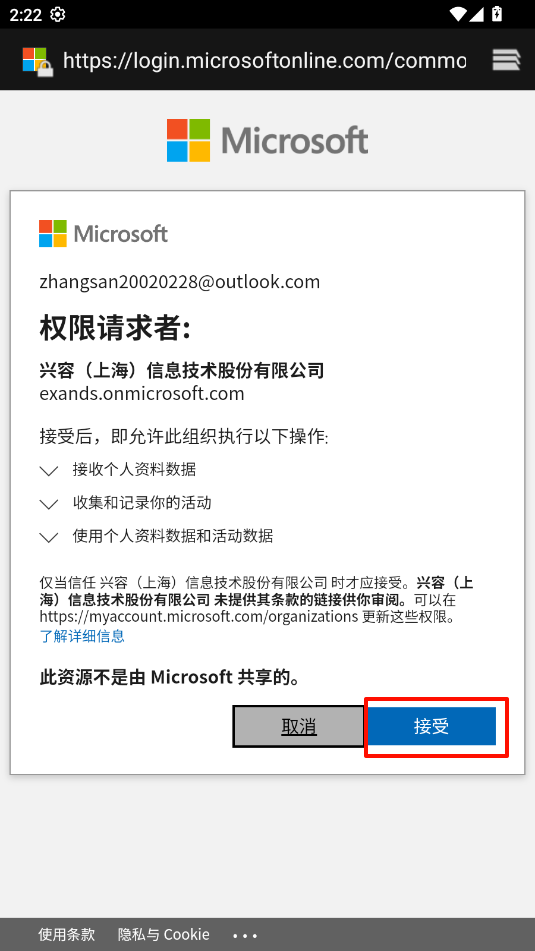 2:22
https://login.microsoftonline.com/commo
Microsoft
Microsoft
zhangsan20020228@outlook.com
权限请求者:
兴容（上海）信息技术股份有限公司
exands.onmicrosoft.com
接受后，即允许此组织执行以下操作:
接收个人资料数据
收集和记录你的活动
使用个人资料数据和活动数据
仅当信任 兴容（上海）信息技术股份有限公司 时才应接受。兴容（上
海）信息技术股份有限公司 未提供其条款的链接供你审阅。可以在
https://myaccount.microsoft.com/organizations 更新这些权限。
了解详细信息
此资源不是由 Microsoft 共享的。
取消 接受
使用条款 隐私与 Cookie